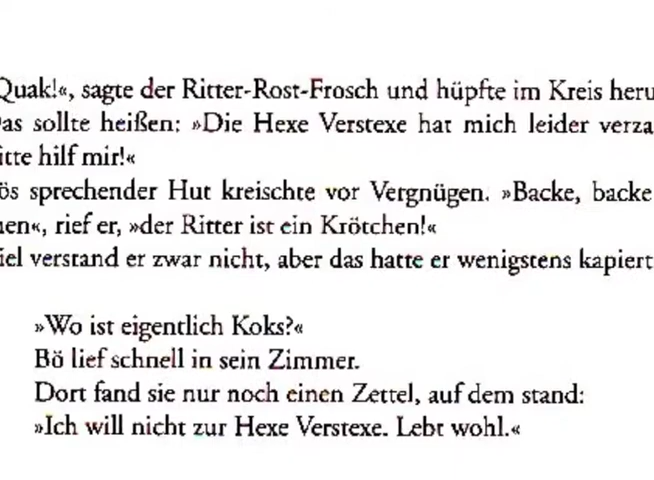 Quak!«, sagte der Ritter-Rost-Frosch und hüpfte im Kreis heru
as sollte heißen: »Die Hexe Verstexe hat mich leider verza
itte hilf mir!«
ös sprechender Hut kreischte vor Vergnügen. »Backe, backe
en«, rief er, »der Ritter ist ein Krötchen!«
iel verstand er zwar nicht, aber das hatte er wenigstens kapiert
»Wo ist eigentlich Koks?«
Bö lief schnell in sein Zimmer.
Dort fand sie nur noch einen Zettel, auf dem stand:
»Ich will nicht zur Hexe Verstexe. Lebt wohl.«